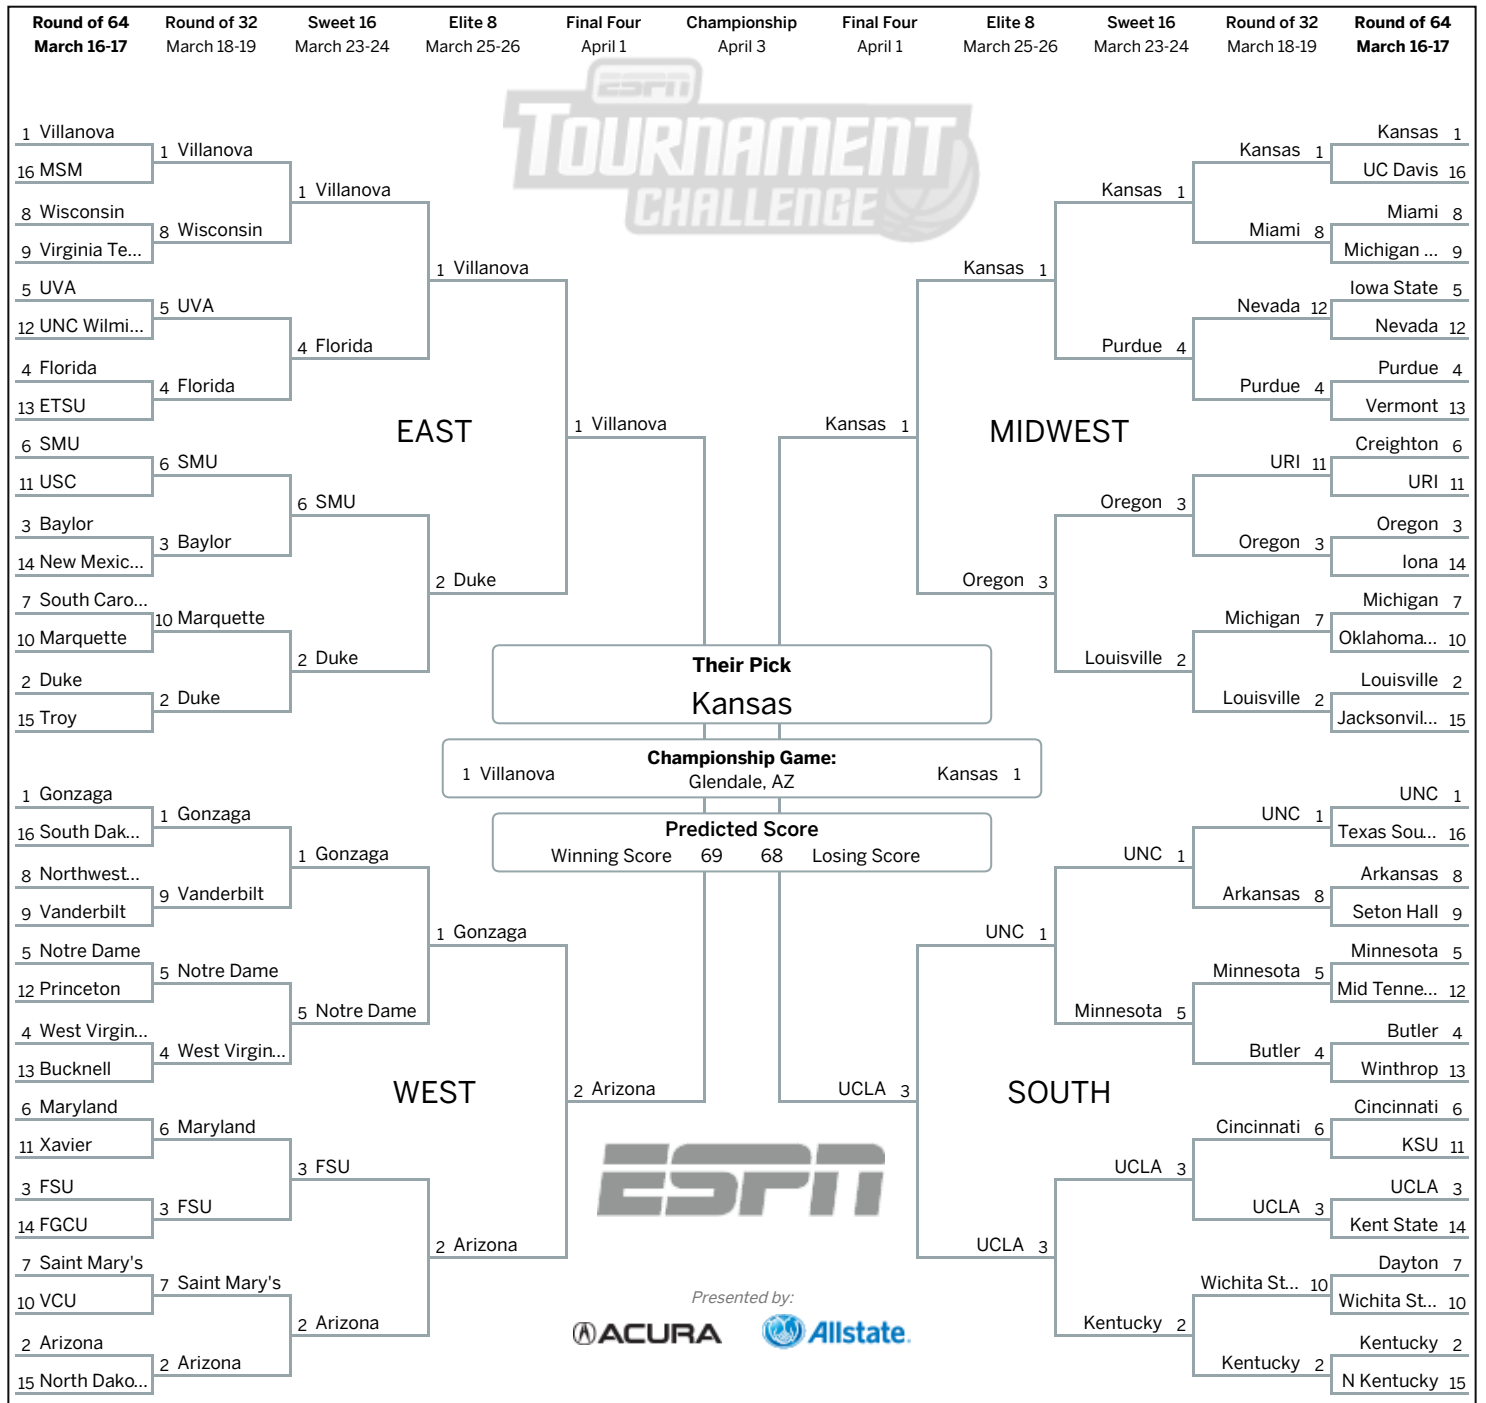 Round of 64 Round of 32 Sweet 16 Elite 8 Final Four Championship Final Four Elite 8 Sweet 16 Round of 32 Round of 64
March 16-17 March 18-19 March 23-24 March 25-26 April 1 April 3 April 1 March 25-26 March 23-24 March 18-19 March 16-17
ESPN
TOURNAMENT
CHALLENGE
1 Villanova
16 MSM
8 Wisconsin
9 Virginia Te...
5 UVA
12 UNC Wilmi...
4 Florida
13 ETSU
6 SMU
11 USC
3 Baylor
14 New Mexic...
7 South Caro...
10 Marquette
2 Duke
15 Troy
1 Villanova
8 Wisconsin
5 UVA
4 Florida
6 SMU
3 Baylor
10 Marquette
2 Duke
1 Villanova
4 Florida
6 SMU
2 Duke
1 Villanova
2 Duke
EAST
1 Villanova
Kansas 1
MIDWEST
Kansas 1
Oregon 3
Kansas 1
Purdue 4
Oregon 3
Louisville 2
Kansas 1
Miami 8
Nevada 12
Purdue 4
URI 11
Oregon 3
Michigan 7
Louisville 2
Kansas 1
UC Davis 16
Miami 8
Michigan ... 9
Iowa State 5
Nevada 12
Purdue 4
Vermont 13
Creighton 6
URI 11
Oregon 3
Iona 14
Michigan 7
Oklahoma... 10
Louisville 2
Jacksonvil... 15
Their Pick
Kansas
Championship Game:
1 Villanova Glendale, AZ Kansas 1
Predicted Score
Winning Score 69 68 Losing Score
1 Gonzaga
16 South Dak...
8 Northwest...
9 Vanderbilt
5 Notre Dame
12 Princeton
4 West Virgin...
13 Bucknell
6 Maryland
11 Xavier
3 FSU
14 FGCU
7 Saint Mary's
10 VCU
2 Arizona
15 North Dako...
1 Gonzaga
9 Vanderbilt
5 Notre Dame
4 West Virgin...
6 Maryland
3 FSU
7 Saint Mary's
2 Arizona
1 Gonzaga
5 Notre Dame
3 FSU
2 Arizona
1 Gonzaga
2 Arizona
WEST
2 Arizona
UCLA 3
SOUTH
UNC 1
UCLA 3
UNC 1
Minnesota 5
UCLA 3
Kentucky 2
UNC 1
Arkansas 8
Minnesota 5
Butler 4
Cincinnati 6
UCLA 3
Wichita St... 10
Kentucky 2
UNC 1
Texas Sou... 16
Arkansas 8
Seton Hall 9
Minnesota 5
Mid Tenne... 12
Butler 4
Winthrop 13
Cincinnati 6
KSU 11
UCLA 3
Kent State 14
Dayton 7
Wichita St... 10
Kentucky 2
N Kentucky 15
ESPN
Presented by:
ACURA Allstate.